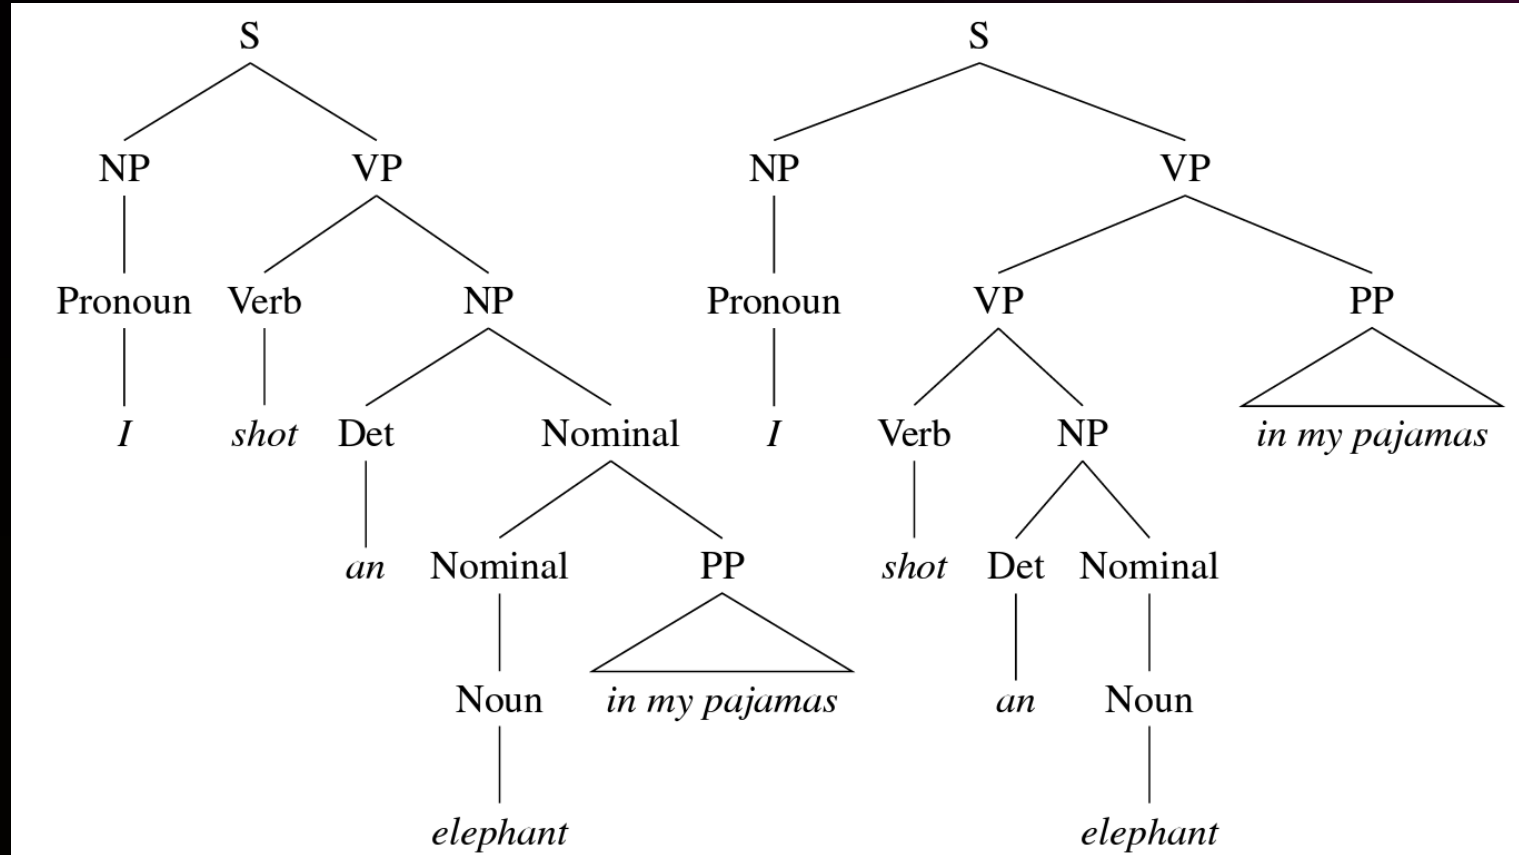 S S
NP VP NP VP
Pronoun Verb NP Pronoun VP PP
I shot Det Nominal I Verb NP in my pajamas
an Nominal PP shot Det Nominal
Noun in my pajamas an Noun
elephant elephant